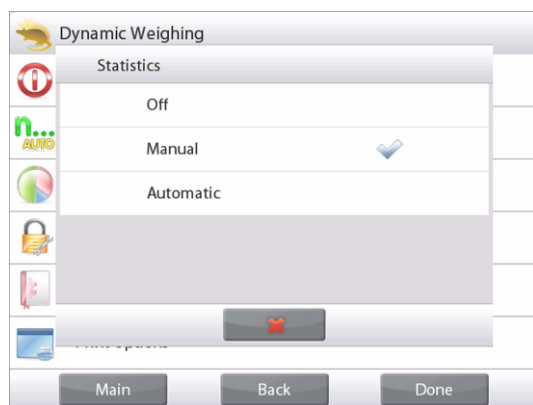 Dynamic Weighing
Statistics
Off
n...
AUTO
Manual
Automatic
Main
Back
Done